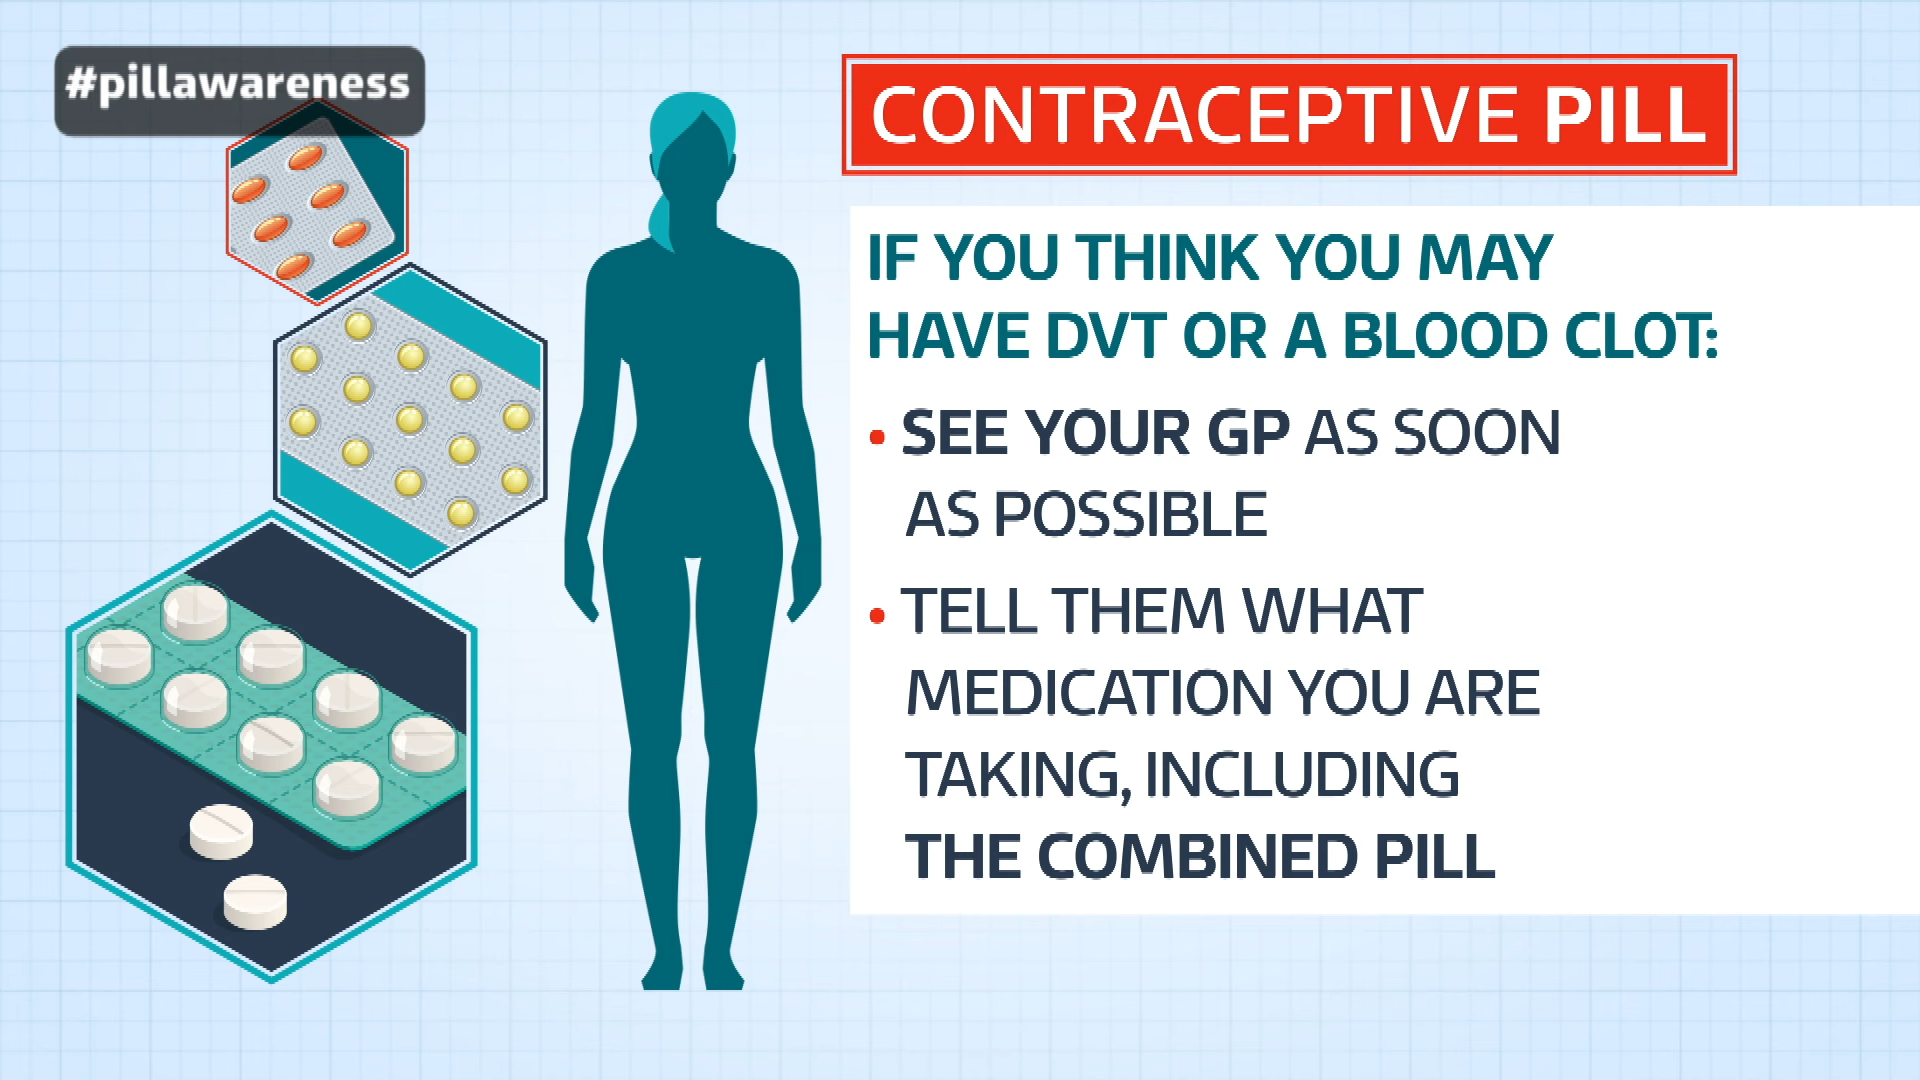 #pillawareness
CONTRACEPTIVE PILL
IF YOU THINK YOU MAY
HAVE DVT OR A BLOOD CLOT:
• SEE YOUR GP AS SOON
AS POSSIBLE
• TELL THEM WHAT
MEDICATION YOU ARE
TAKING, INCLUDING
THE COMBINED PILL